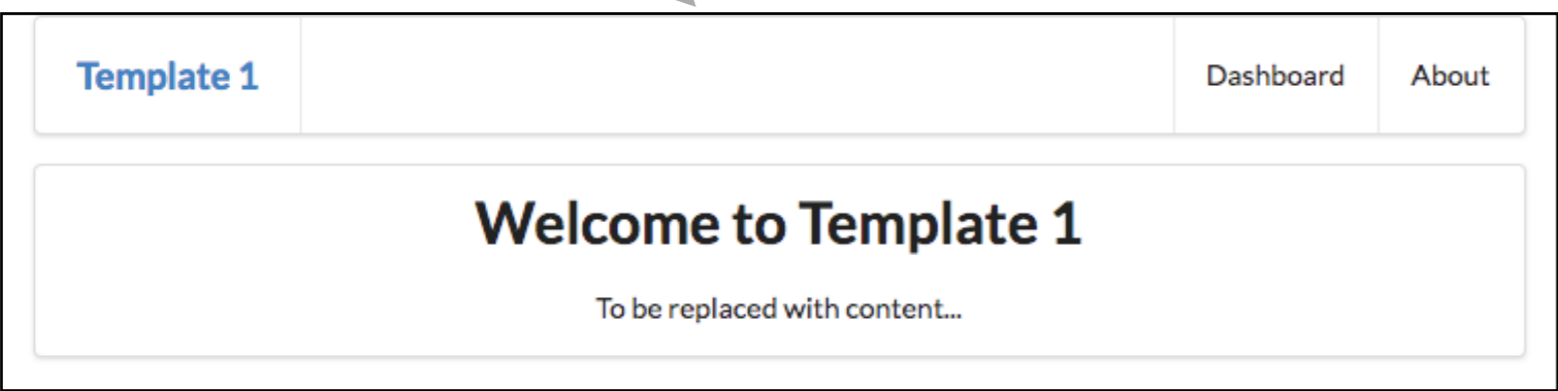 Template 1 Dashboard About
Welcome to Template 1
To be replaced with content...